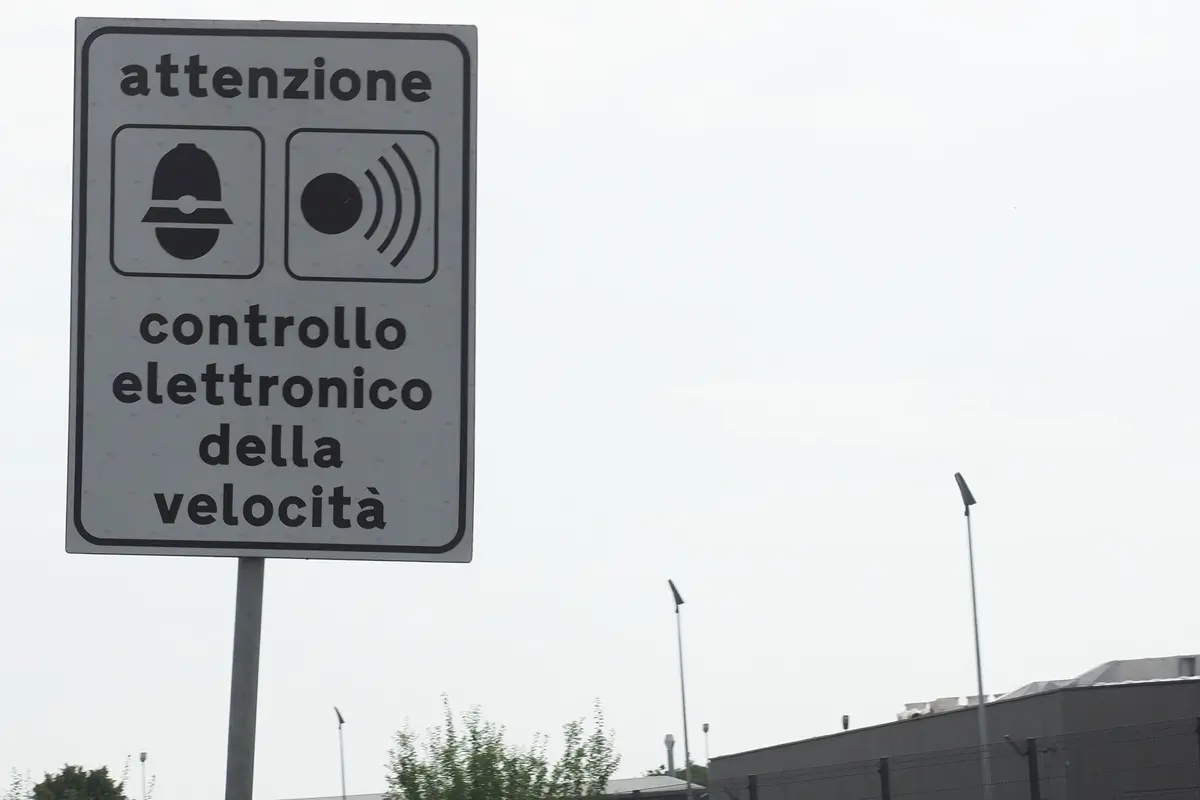 attenzione
controllo
elettronico
della
velocità